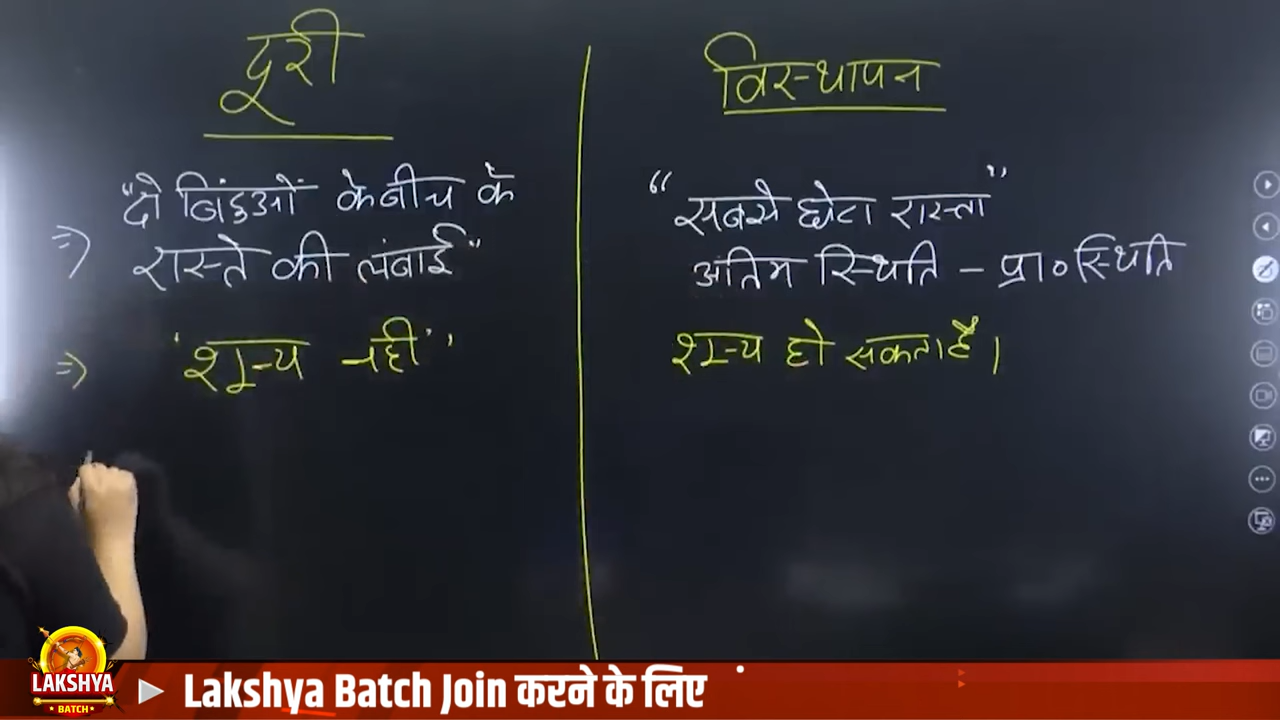 दूरी
विस्थापन
"दो बिंदुओं के बीच के
⇒ रास्ते की लंबाई"
"सबसे छोटा रास्ता"
अंतिम स्थिति - प्रा० स्थिति
⇒ 'शून्य नहीं''
शून्य हो सकता है।
LAKSHYA
BATCH
Lakshya Batch Join करने के लिए